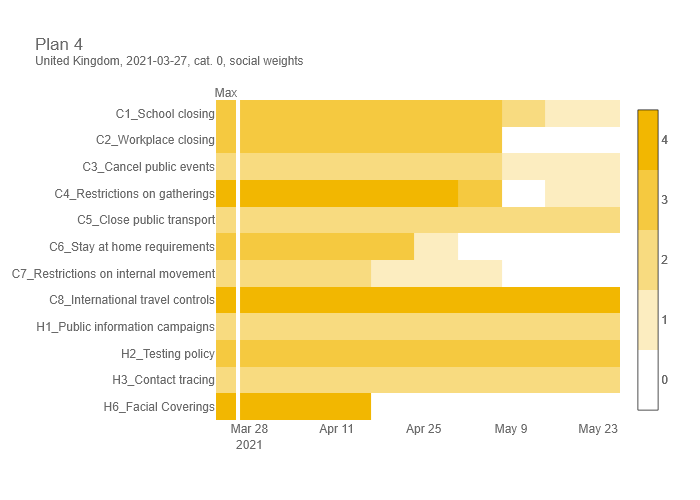 Plan 4
United Kingdom, 2021-03-27, cat. 0, social weights
Max
C1_School closing
C2_Workplace closing
C3_Cancel public events
C4_Restrictions on gatherings
C5_Close public transport
C6_Stay at home requirements
C7_Restrictions on internal movement
C8_International travel controls
H1_Public information campaigns
H2_Testing policy
H3_Contact tracing
H6_Facial Coverings
Mar 28 Apr 11 Apr 25 May 9 May 23
2021
4
3
2
1
0